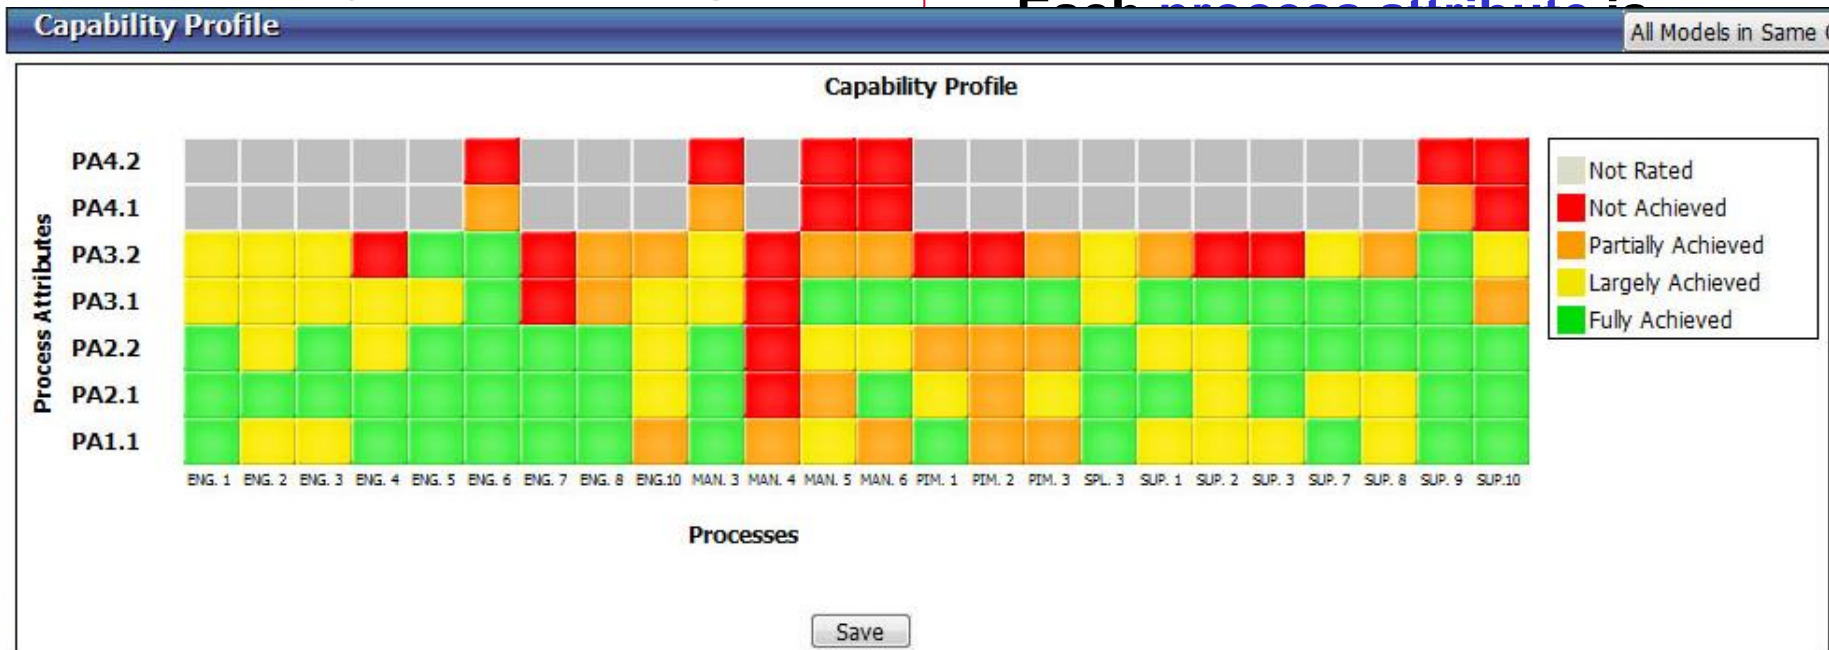 Each process attribute is
Capability Profile
All Models in Same
Capability Profile
PA4.2
PA4.1
PA3.2
PA3.1
PA2.2
PA2.1
PA1.1
Process Attributes
ENG. 1 ENG. 2 ENG. 3 ENG. 4 ENG. 5 ENG. 6 ENG. 7 ENG. 8 ENG.10 MAN. 3 MAN. 4 MAN. 5 MAN. 6 PIM. 1 PIM. 2 PIM. 3 SPL. 3 SUP. 1 SUP. 2 SUP. 3 SUP. 7 SUP. 8 SUP. 9 SUP.10
Processes
Not Rated
Not Achieved
Partially Achieved
Largely Achieved
Fully Achieved
Save